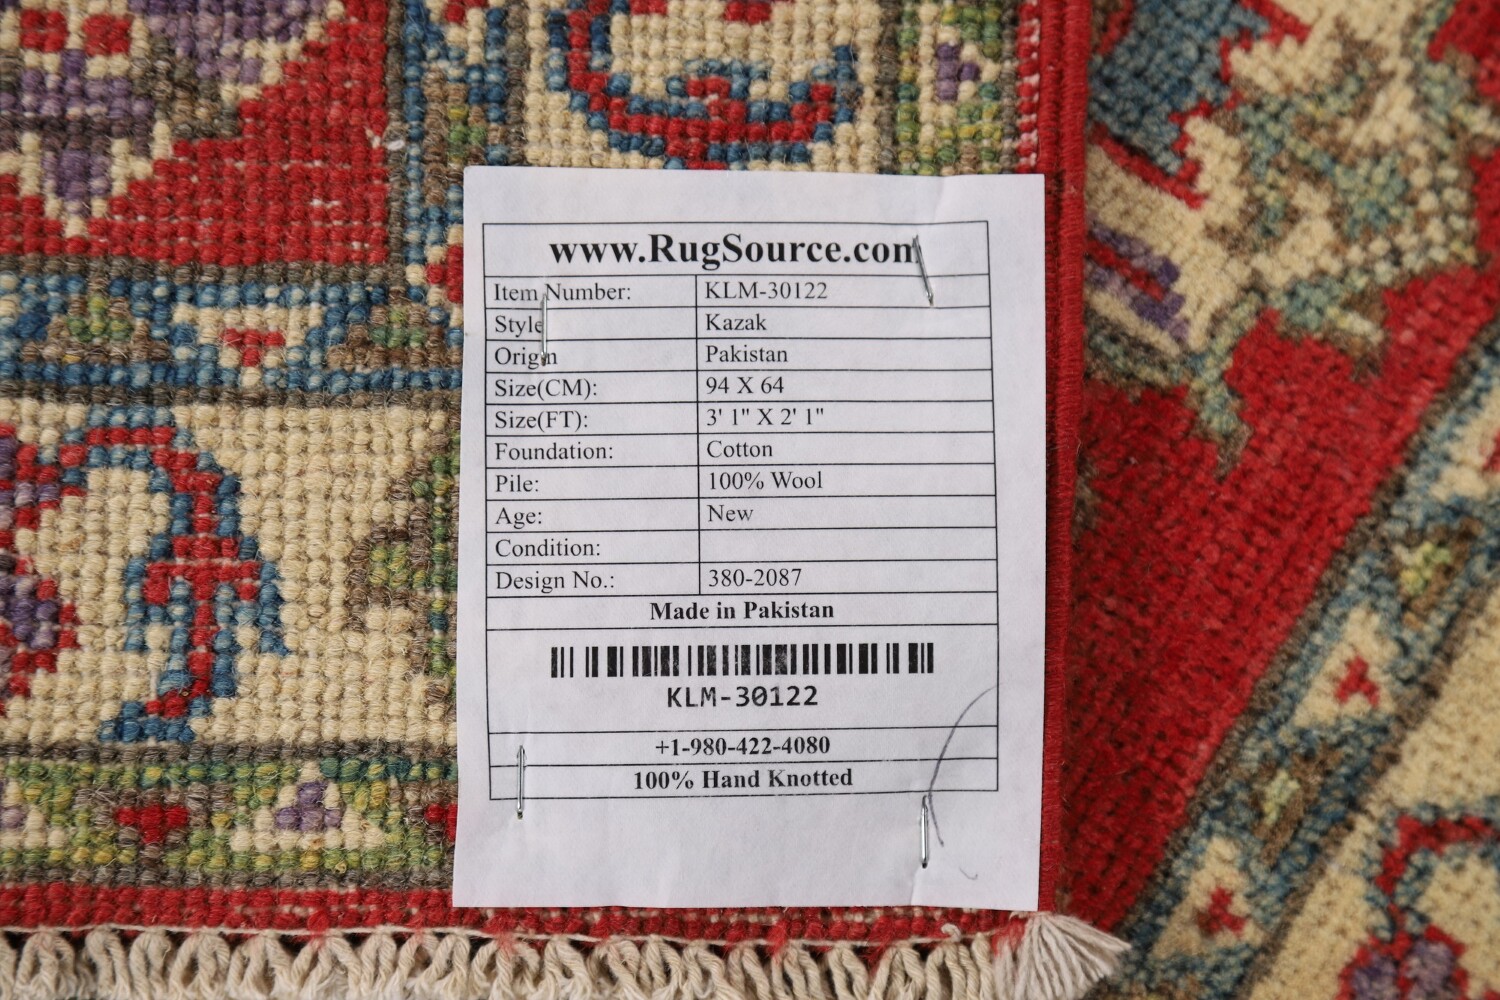 www.RugSource.com
Item Number: KLM-30122
Style Kazak
Origin Pakistan
Size(CM): 94 X 64
Size(FT): 3' 1" X 2' 1"
Foundation: Cotton
Pile: 100% Wool
Age: New
Condition:
Design No.: 380-2087
Made in Pakistan
KLM-30122
+1-980-422-4080
100% Hand Knotted